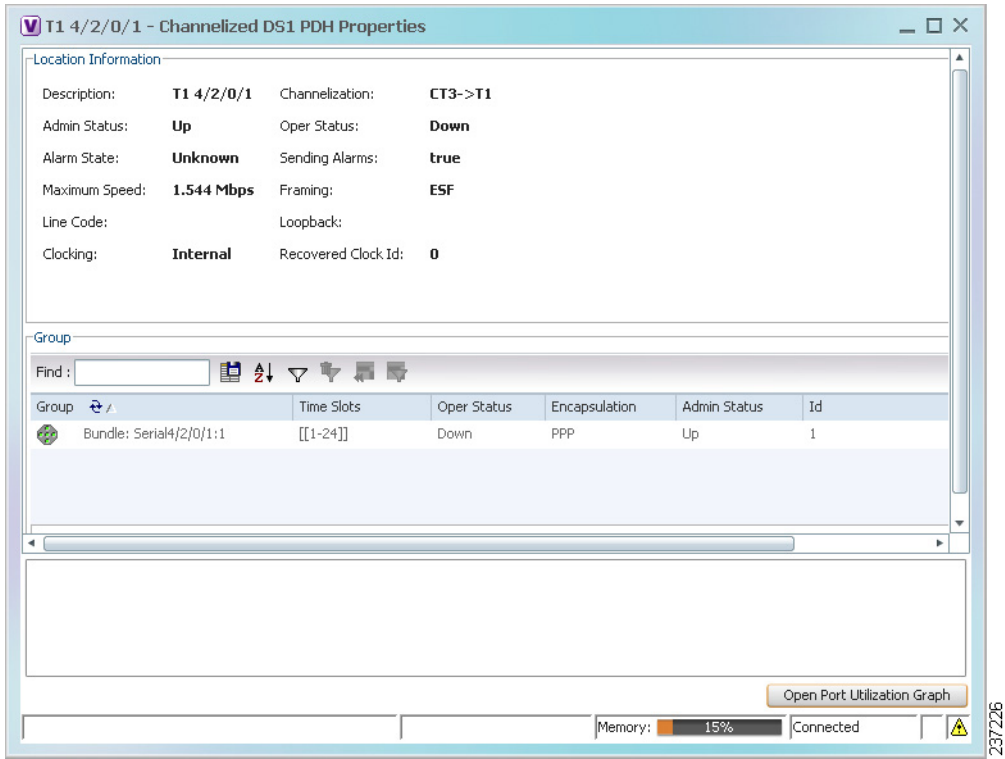 V T1 4/2/0/1 - Channelized DS1 PDH Properties
Location Information
Description: T1 4/2/0/1 Channelization: CT3->T1
Admin Status: Up Oper Status: Down
Alarm State: Unknown Sending Alarms: true
Maximum Speed: 1.544 Mbps Framing: ESF
Line Code: Loopback:
Clocking: Internal Recovered Clock Id: 0
Group
Find :
Group Time Slots Oper Status Encapsulation Admin Status Id
Bundle: Serial4/2/0/1:1 [[1-24]] Down PPP Up 1
Open Port Utilization Graph
Memory: 15% Connected
237226